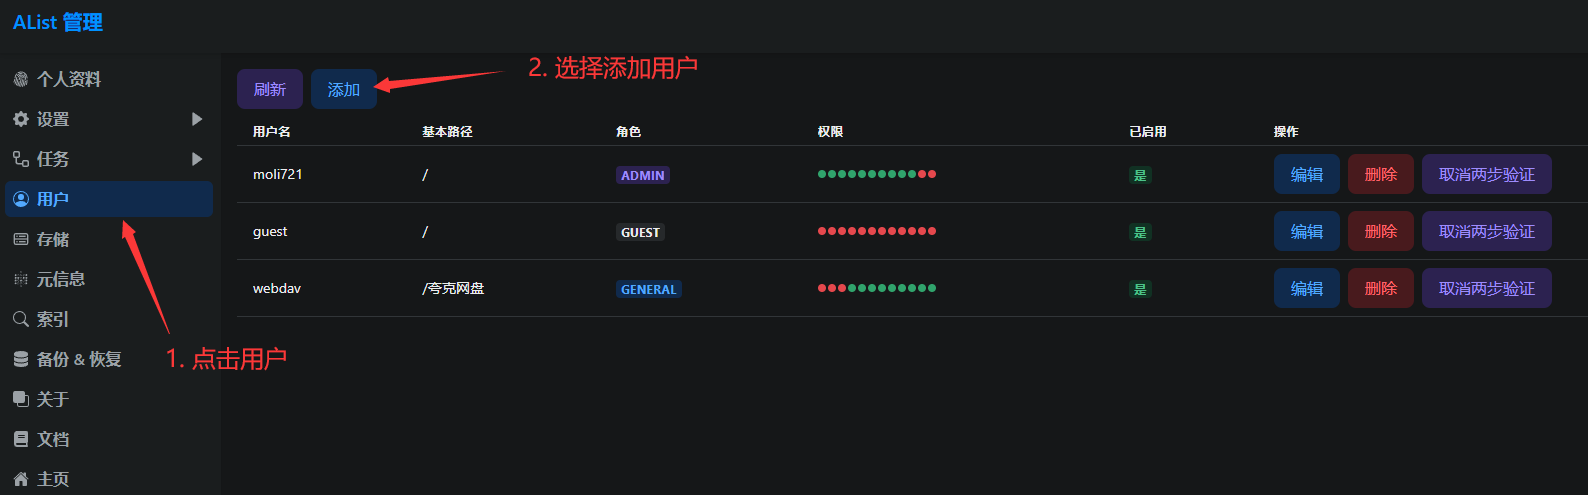 AList 管理
个人资料
设置
任务
用户
存储
元信息
索引
备份 & 恢复
关于
文档
主页
刷新 添加
2. 选择添加用户
用户名 基本路径 角色 权限 已启用 操作
moli721 / ADMIN 是 编辑 删除 取消两步验证
guest / GUEST 是 编辑 删除 取消两步验证
webdav /夸克网盘 GENERAL 是 编辑 删除 取消两步验证
1. 点击用户